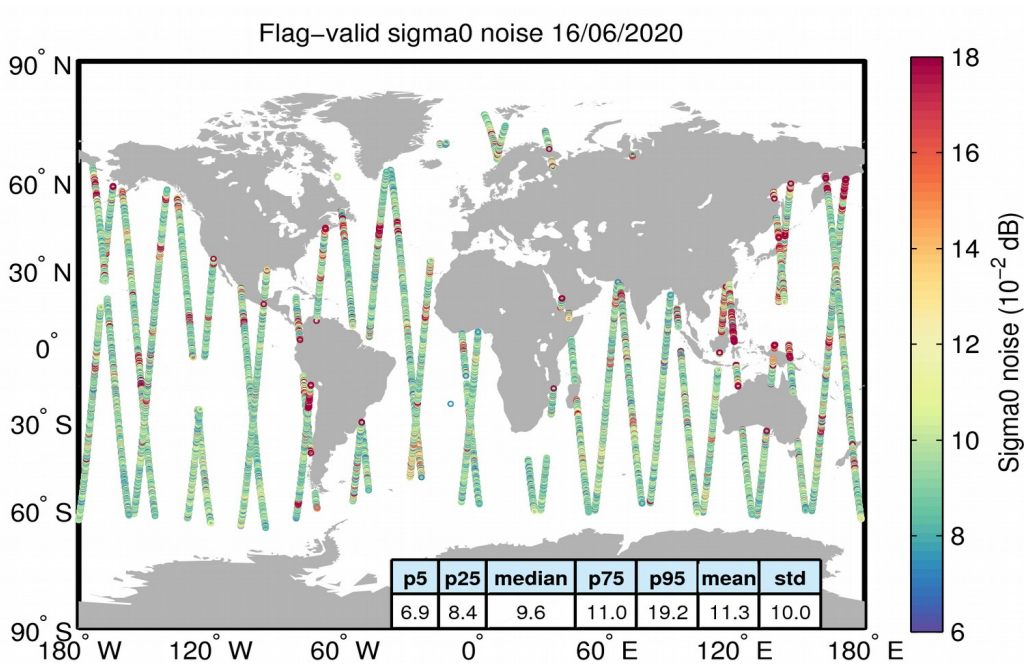 Flag−valid sigma0 noise 16/06/2020
90° N
60° N
30° N
0°
30° S
60° S
90° S
180° W 120° W 60° W 0° 60° E 120° E 180° E
p5 p25 median p75 p95 mean std
6.9 8.4 9.6 11.0 19.2 11.3 10.0
18
16
14
12
10
8
6
Sigma0 noise (10⁻² dB)